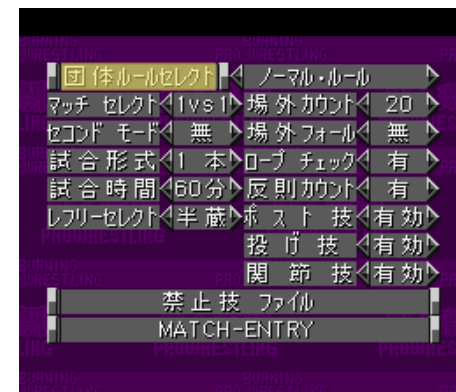 団体ルールセレクト ノーマル・ルール
マッチ セレクト 1vs1 場外カウント 20
セコンド モード 無 場外フォール 無
試合形式 1 本 ロープ チェック 有
試合時間 60分 反則カウント 有
レフリーセレクト 半蔵 ポスト技 有効
投げ技 有効
関節技 有効
禁止技 ファイル
MATCH-ENTRY